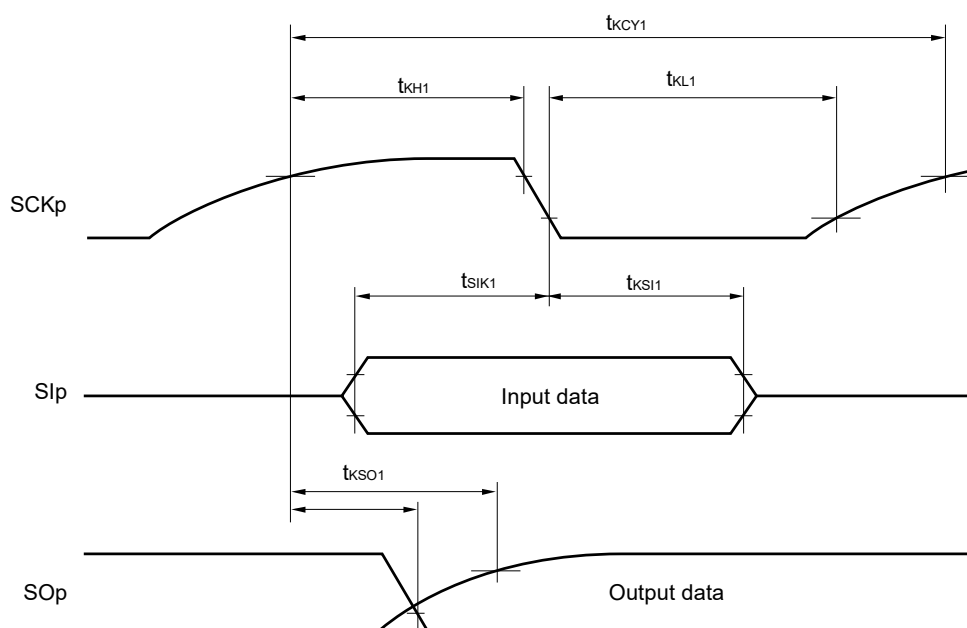 tKCY1
tKH1
tKL1
SCKp
tSIK1
tKSI1
SIp
Input data
tKSO1
SOp
Output data